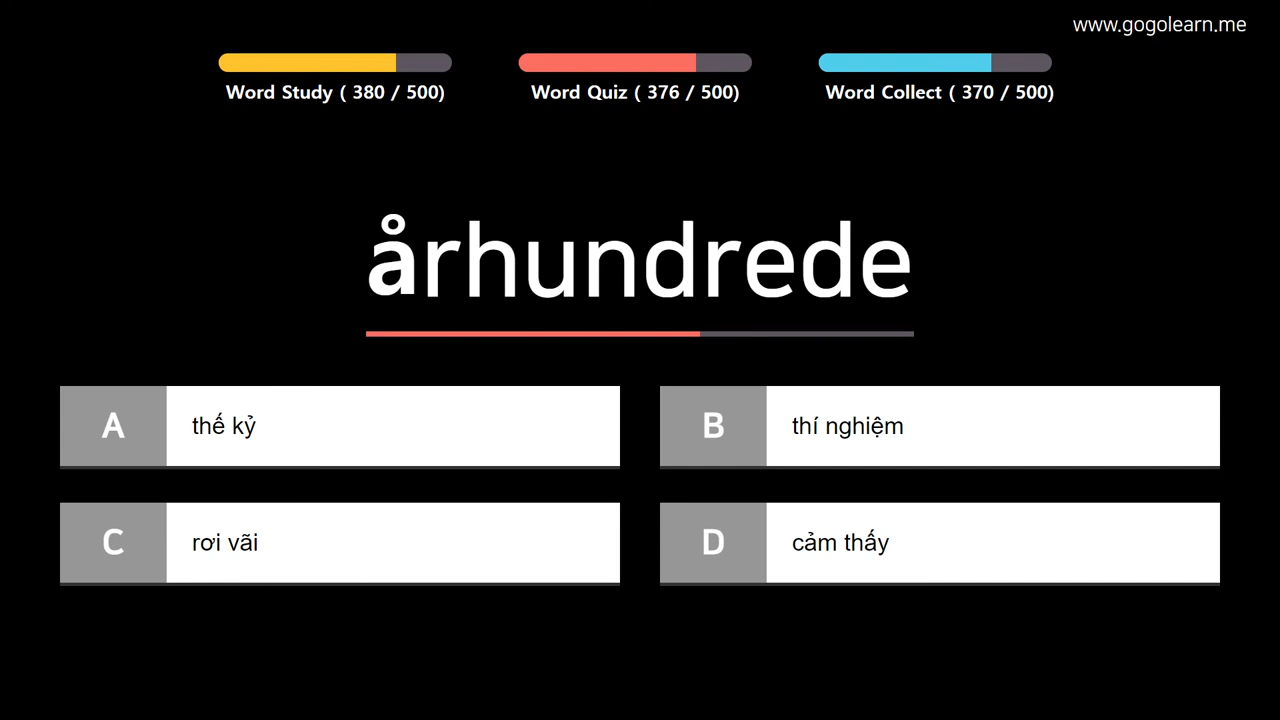 www.gogolearn.me
Word Study ( 380 / 500)
Word Quiz ( 376 / 500)
Word Collect ( 370 / 500)
århundrede
A
thế kỷ
B
thí nghiệm
C
rơi vãi
D
cảm thấy